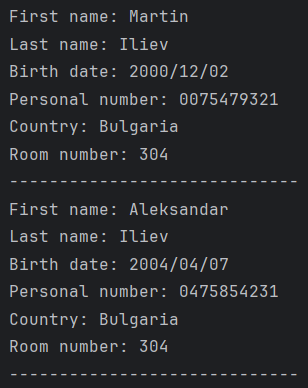 First name: Martin
Last name: Iliev
Birth date: 2000/12/02
Personal number: 0075479321
Country: Bulgaria
Room number: 304
-----------------------------
First name: Aleksandar
Last name: Iliev
Birth date: 2004/04/07
Personal number: 0475854231
Country: Bulgaria
Room number: 304
-----------------------------